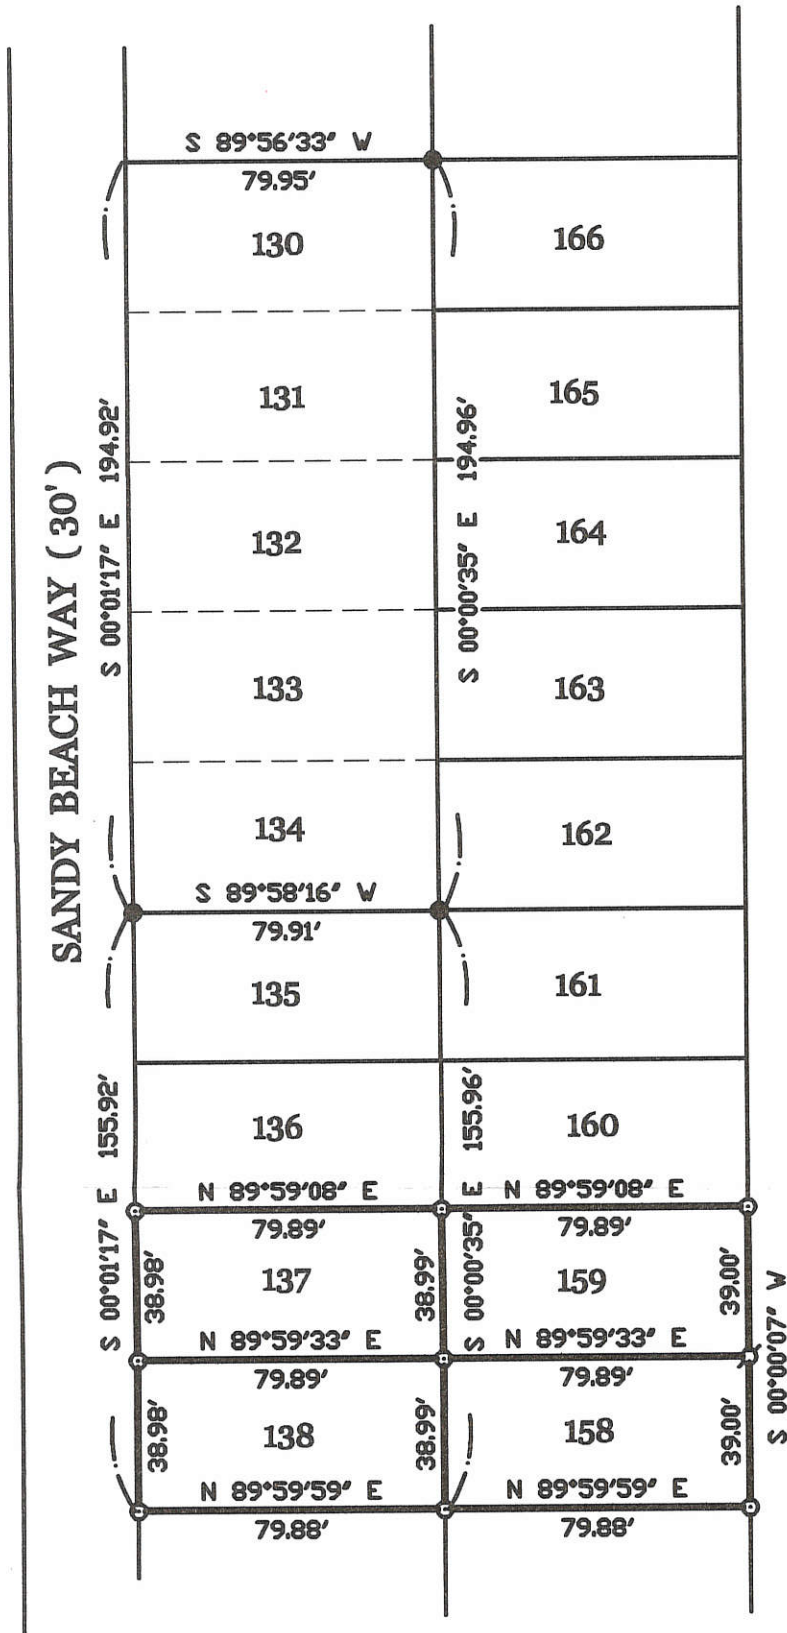 S 89°56'33" W
79.95'
130
166
131
165
S 00°01'17" E 194.92'
S 00°00'35" E 194.96'
SANDY BEACH WAY (30')
132
164
133
163
134
162
S 89°58'16" W
79.91'
135
161
S 00°01'17" E 155.92'
S 00°00'35" E 155.96'
136
160
N 89°59'08" E
N 89°59'08" E
79.89'
79.89'
38.98'
137
38.99'
159
39.00'
S 00°00'07" W
N 89°59'33" E
N 89°59'33" E
79.89'
79.89'
38.98'
138
38.99'
158
39.00'
N 89°59'59" E
N 89°59'59" E
79.88'
79.88'